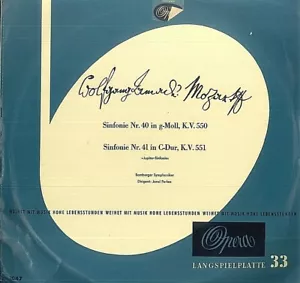 Wolfgang Amadé Mozart
Sinfonie Nr. 40 in g-Moll, K.V. 550
Sinfonie Nr. 41 in C-Dur, K.V. 551
»Jupiter-Sinfonie«
Bamberger Symphoniker
Dirigent: Jonel Perlea
WEIHET MIT MUSIK HOHE LEBENSSTUNDEN WEIHET MIT MUSIK HOHE LEBENSSTUNDEN WEIHET MIT MUSIK HOHE
Opera
LANGSPIELPLATTE 33